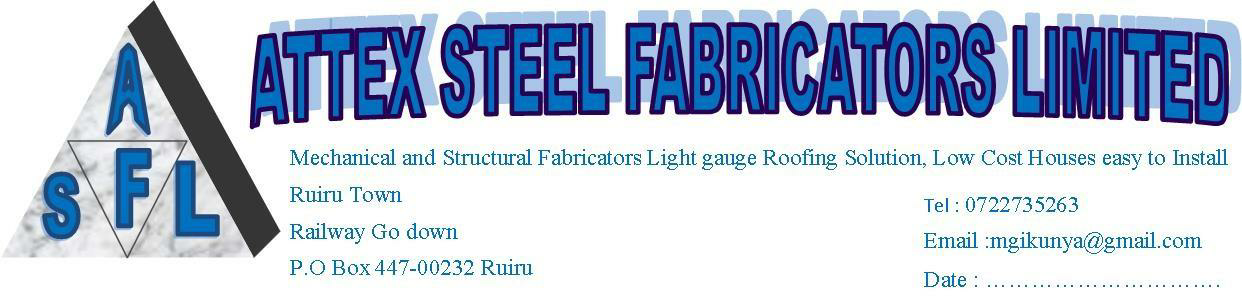 A
S F L
ATTEX STEEL FABRICATORS LIMITED
Mechanical and Structural Fabricators Light gauge Roofing Solution, Low Cost Houses easy to Install
Ruiru Town
Railway Go down
P.O Box 447-00232 Ruiru
Tel : 0722735263
Email :mgikunya@gmail.com
Date : ………………………….